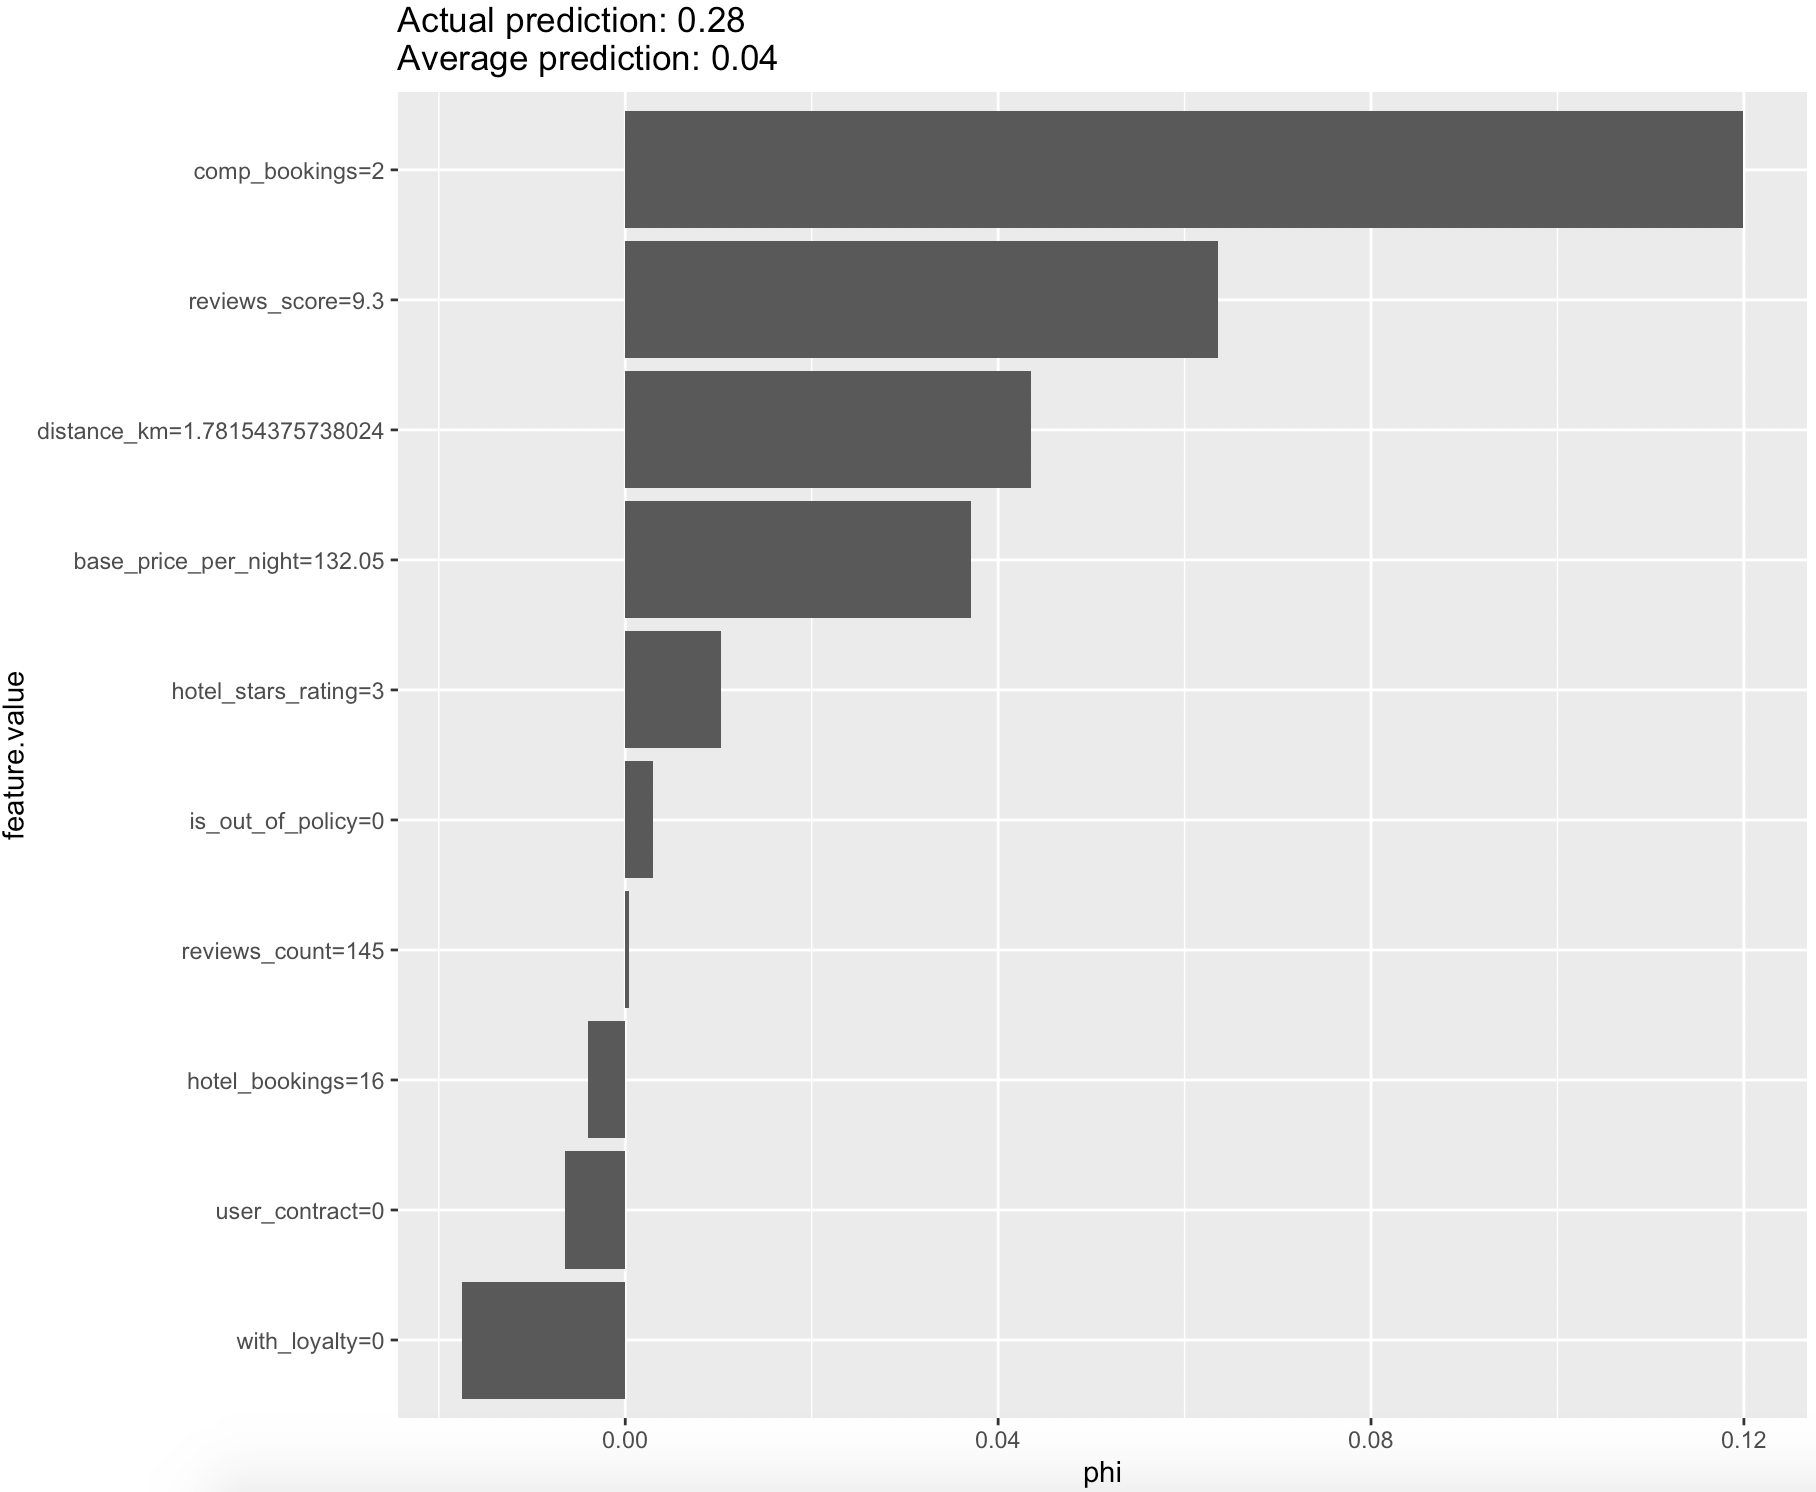 Actual prediction: 0.28
Average prediction: 0.04
comp_bookings=2
reviews_score=9.3
distance_km=1.78154375738024
base_price_per_night=132.05
hotel_stars_rating=3
is_out_of_policy=0
reviews_count=145
hotel_bookings=16
user_contract=0
with_loyalty=0
feature.value
0.00
0.04
0.08
0.12
phi